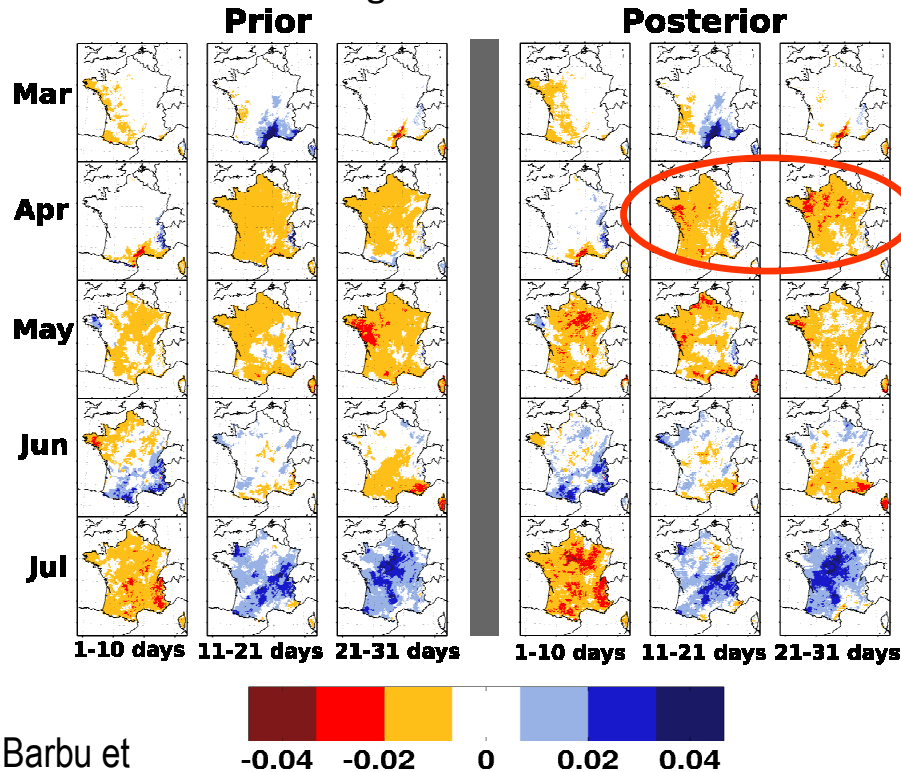 Prior Posterior
Mar
Apr
May
Jun
Jul
1-10 days 11-21 days 21-31 days 1-10 days 11-21 days 21-31 days
-0.04 -0.02 0 0.02 0.04
Barbu et